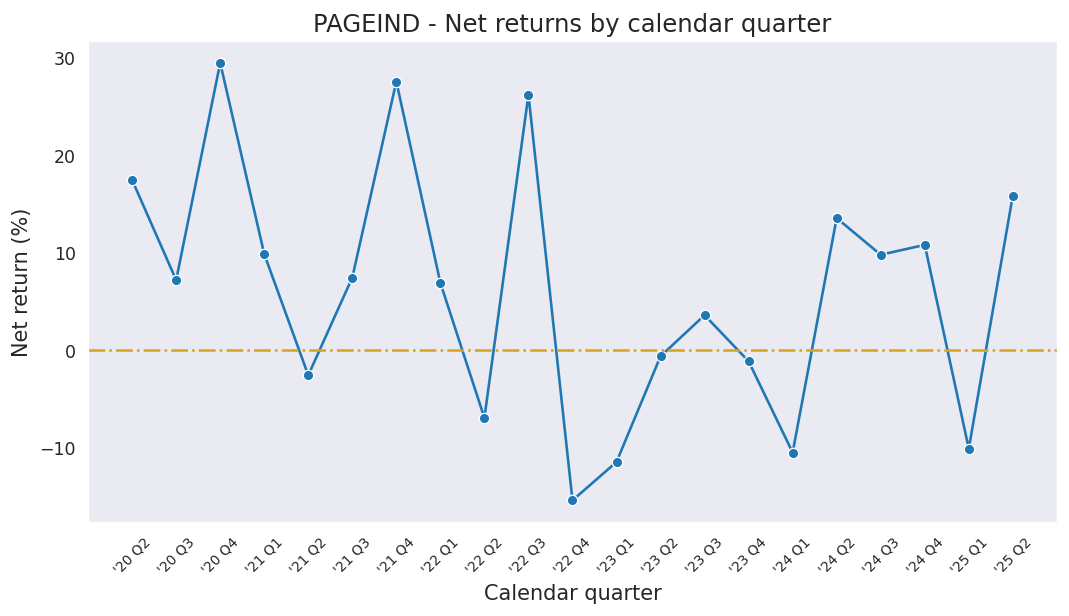 PAGEIND - Net returns by calendar quarter
Net return (%)
30
20
10
0
−10
'20 Q2
'20 Q3
'20 Q4
'21 Q1
'21 Q2
'21 Q3
'21 Q4
'22 Q1
'22 Q2
'22 Q3
'22 Q4
'23 Q1
'23 Q2
'23 Q3
'23 Q4
'24 Q1
'24 Q2
'24 Q3
'24 Q4
'25 Q1
'25 Q2
Calendar quarter